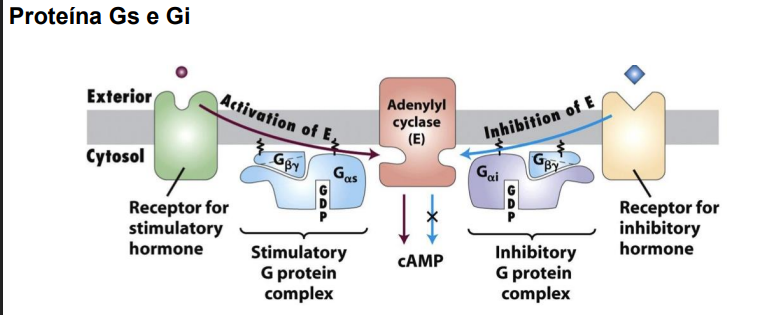 Proteína Gs e Gi
Exterior
Cytosol
Activation of E
Adenylyl
cyclase
(E)
Inhibition of E
Gβγ
Gαs
GDP
Gαi
Gβγ
GDP
Receptor for
stimulatory
hormone
Stimulatory
G protein
complex
cAMP
Inhibitory
G protein
complex
Receptor for
inhibitory
hormone